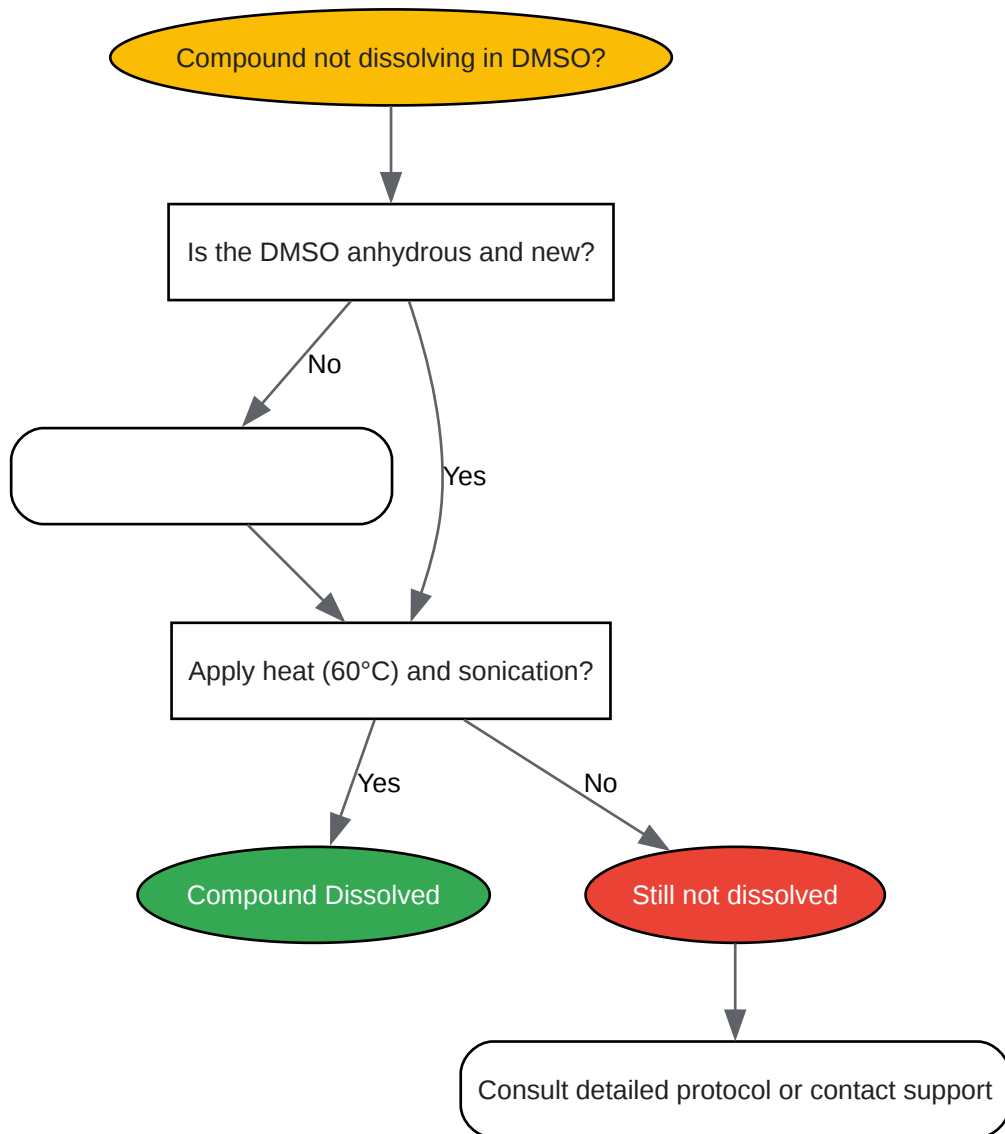 Compound not dissolving in DMSO?
Is the DMSO anhydrous and new?
No
Yes
Apply heat (60°C) and sonication?
Yes
No
Compound Dissolved
Still not dissolved
Consult detailed protocol or contact support